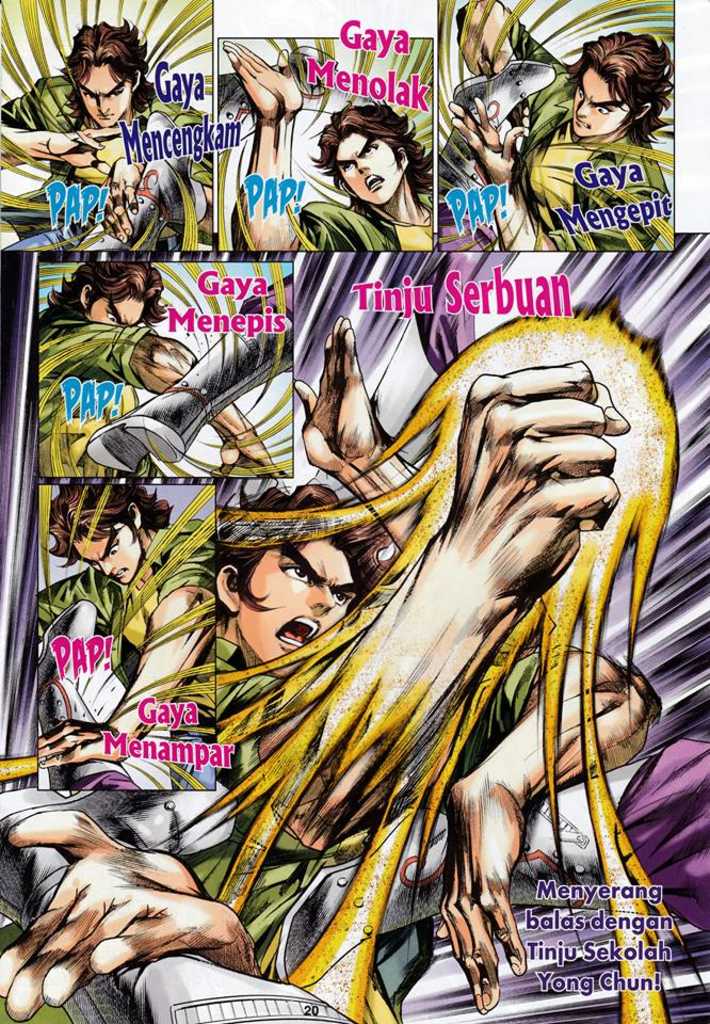 Gaya
Mencengkam
PAP!
Gaya
Menolak
PAP!
Gaya
Mengepit
PAP!
Gaya
Menepis
PAP!
Tinju Serbuan
PAP!
Gaya
Menampar
Menyerang
balas dengan
Tinju Sekolah
Yong Chun!
20